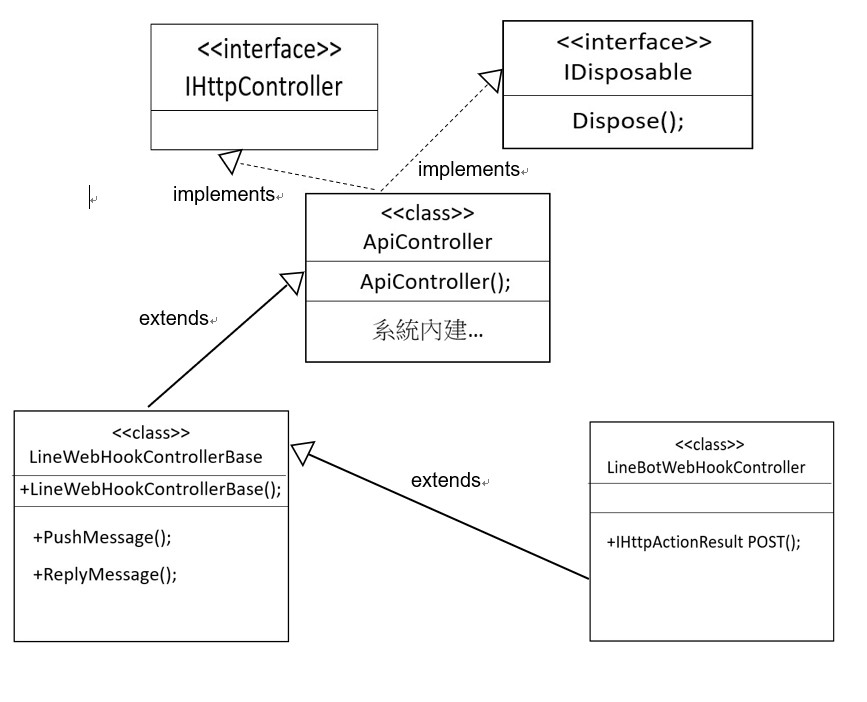 <<interface>>
IHttpController
<<interface>>
IDisposable
Dispose();
implements
implements
<<class>>
ApiController
ApiController();
系統內建...
extends
<<class>>
LineWebHookControllerBase
+LineWebHookControllerBase();
+PushMessage();
+ReplyMessage();
extends
<<class>>
LineBotWebHookController
+IHttpActionResult POST();